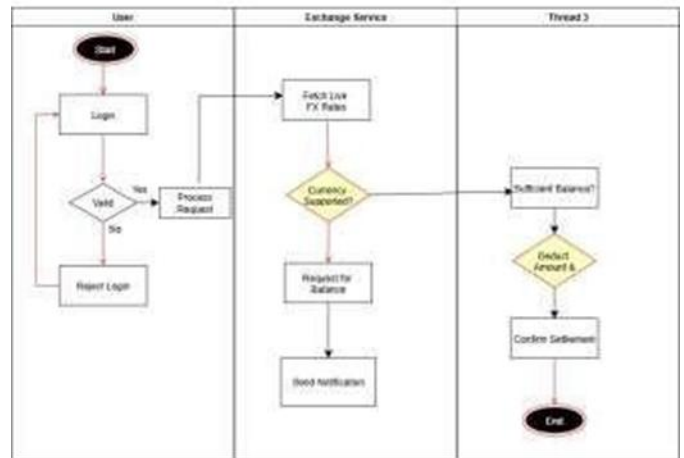 User
Exchange Service
Thread 3
Start
Login
Valid
Yes
No
Process
Request
Reject Login
Fetch Live
FX Rates
Currency
Supported?
Request for
Balance
Send Notification
Sufficient Balance?
Deduct
Amount &
Confirm Settlement
End